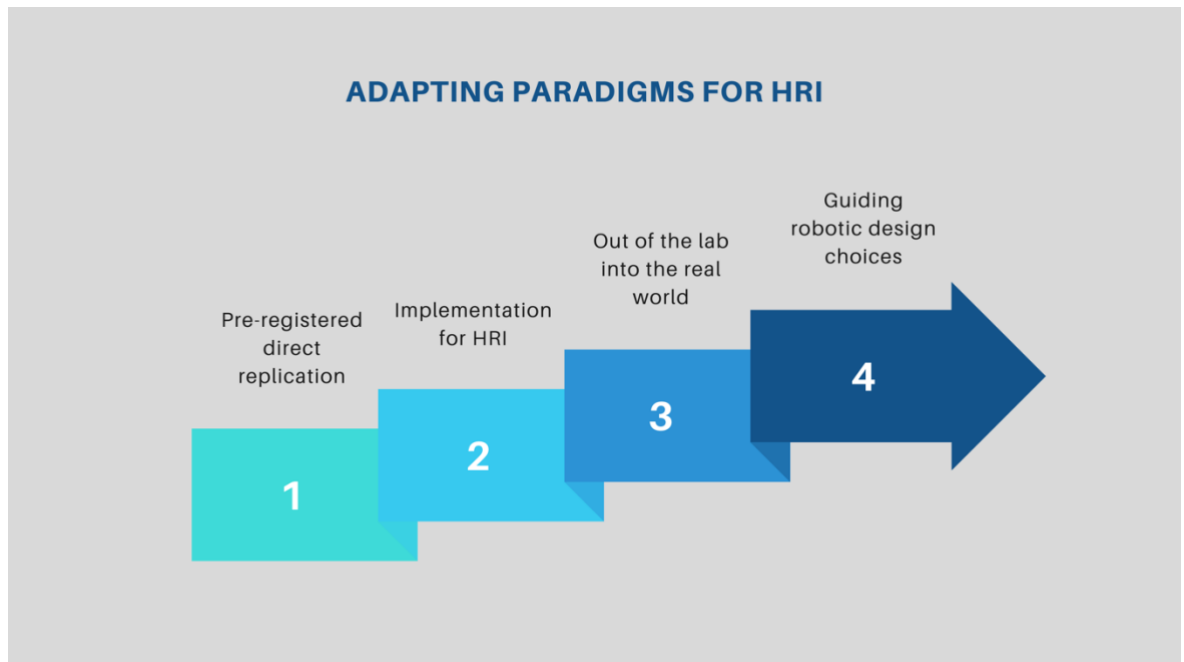 ADAPTING PARADIGMS FOR HRI
Pre-registered
direct
replication
1
Implementation
for HRI
2
Out of the lab
into the real
world
3
Guiding
robotic design
choices
4